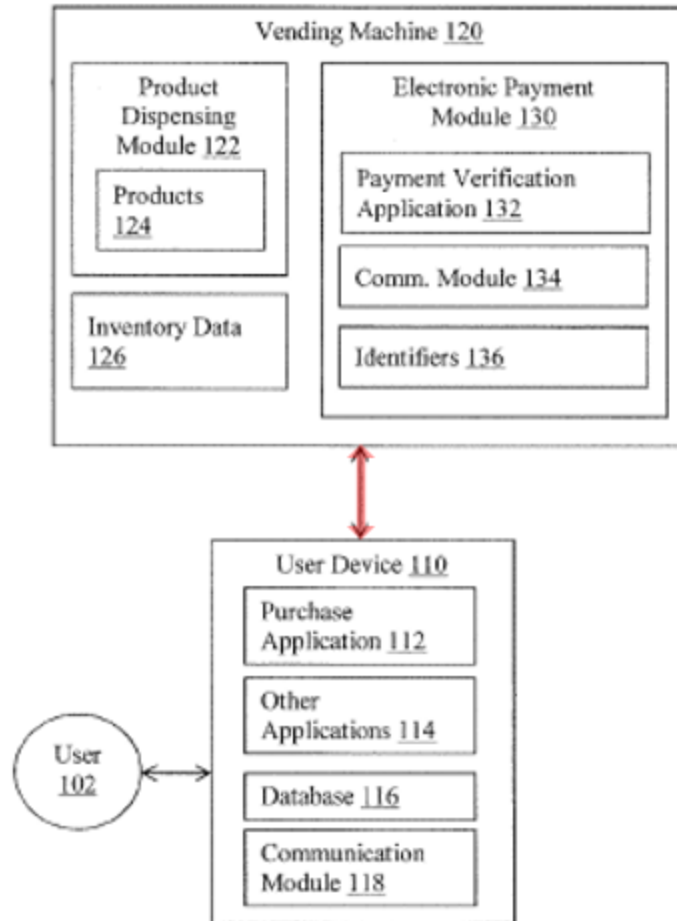 Vending Machine 120
Product
Dispensing
Module 122
Products
124
Inventory Data
126
Electronic Payment
Module 130
Payment Verification
Application 132
Comm. Module 134
Identifiers 136
User Device 110
Purchase
Application 112
Other
Applications 114
Database 116
Communication
Module 118
User
102